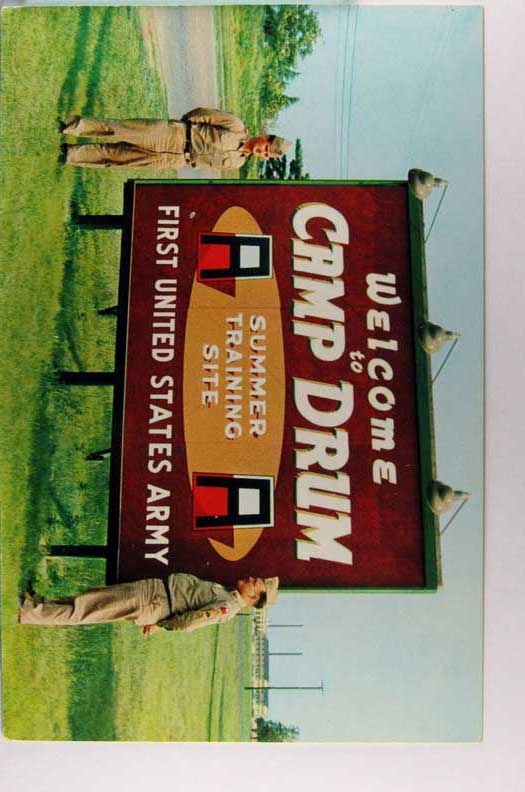 WELCOME
to
CAMP DRUM
A SUMMER A
TRAINING
SITE
FIRST UNITED STATES ARMY